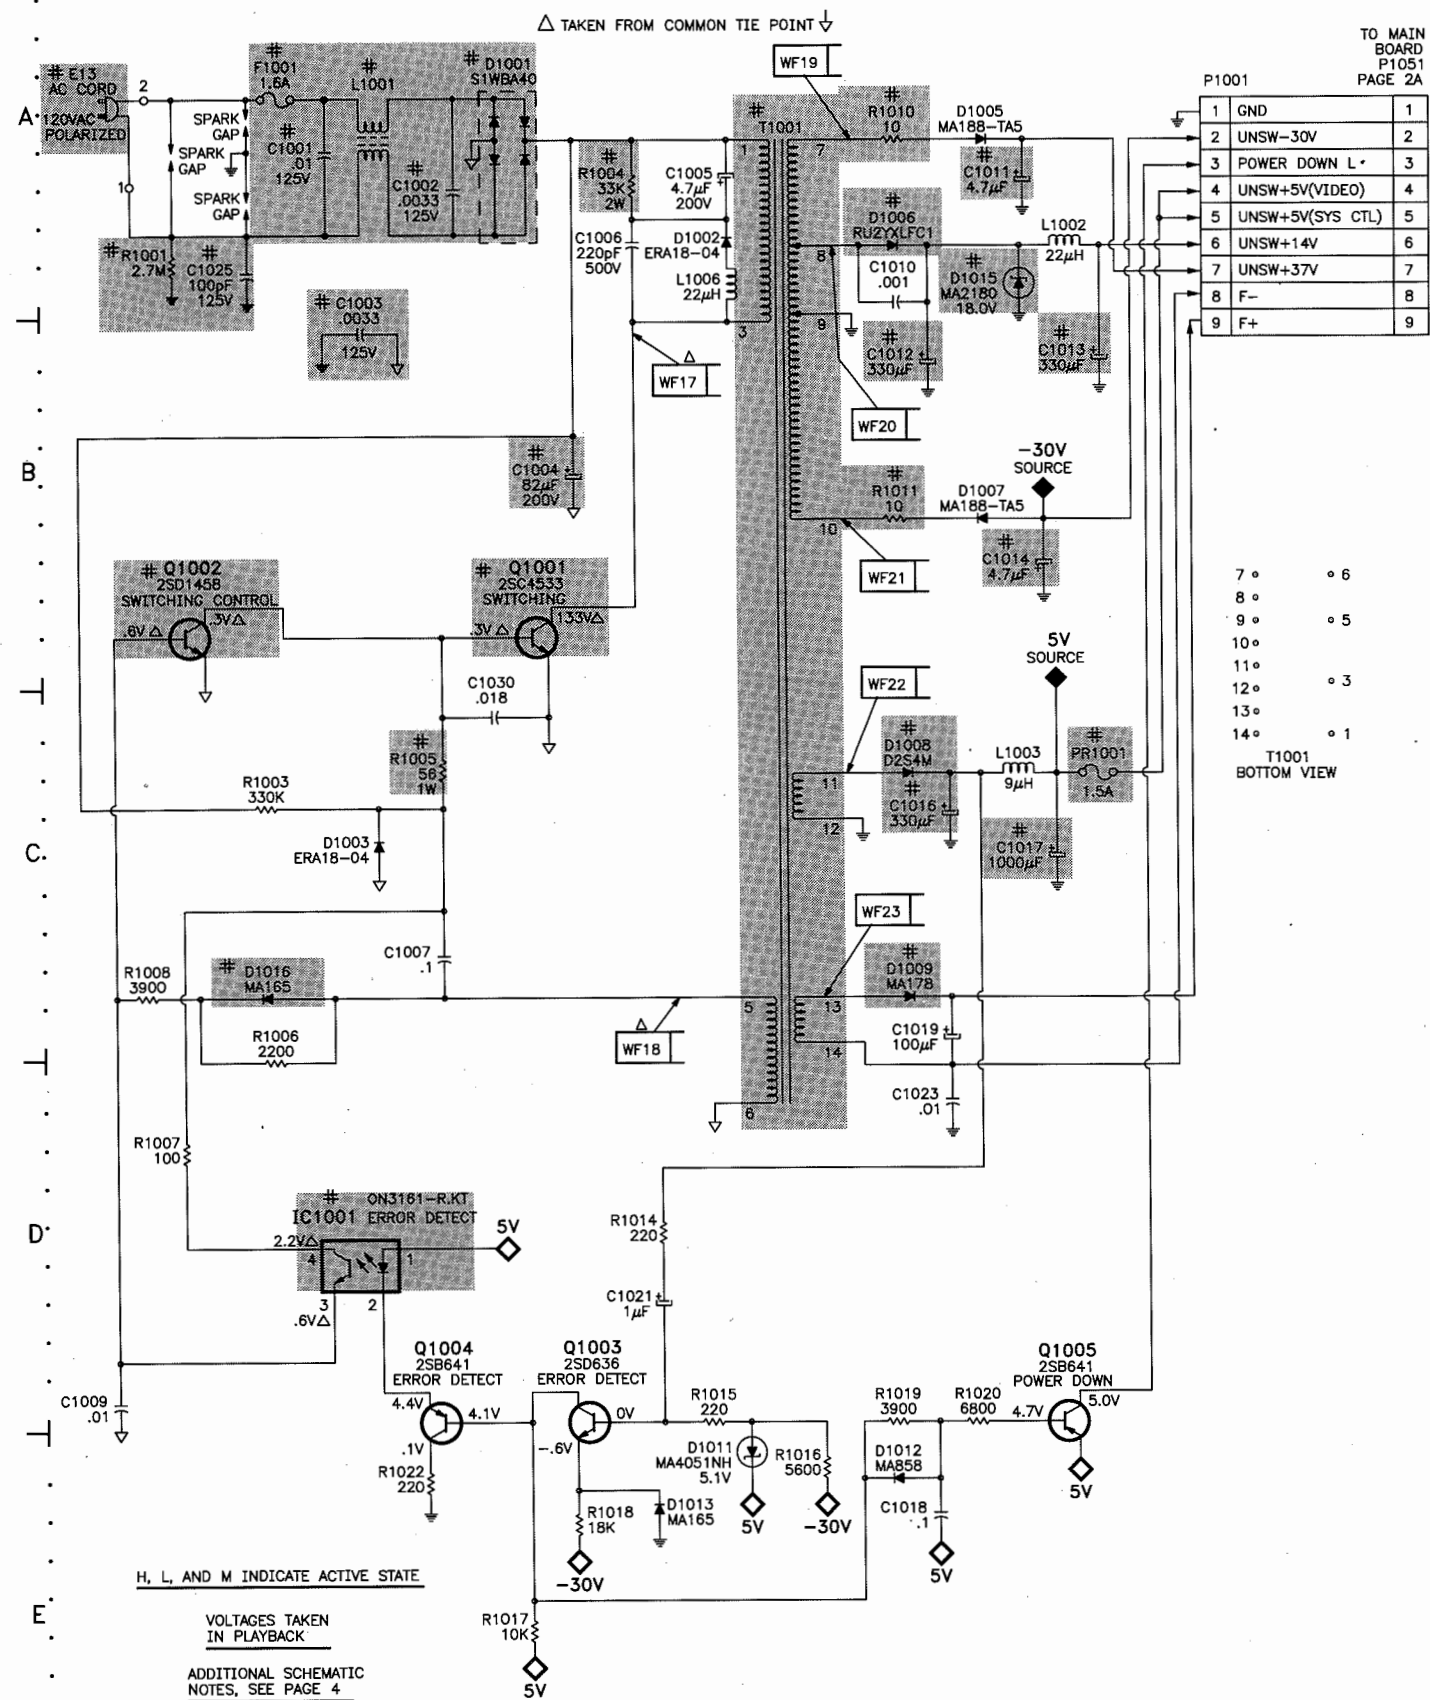 △ TAKEN FROM COMMON TIE POINT
TO MAIN
BOARD
P1051
PAGE 2A
P1001
1 GND 1
2 UNSW-30V 2
3 POWER DOWN L 3
4 UNSW+5V(VIDEO) 4
5 UNSW+5V(SYS CTL) 5
6 UNSW+14V 6
7 UNSW+37V 7
8 F- 8
9 F+ 9
A
# E13
AC CORD
120VAC
POLARIZED
2
1
SPARK
GAP
SPARK
GAP
SPARK
GAP
#
F1001
1.6A
#
L1001
#
C1001
.01
125V
#
C1002
.0033
125V
#
D1001
S1WBA40
#
R1001
2.7M
#
C1025
100pF
125V
# C1003
.0033
125V
#
R1004
33K
2W
C1005
4.7µF
200V
+
C1006
220pF
500V
D1002
ERA18-04
L1006
22µH
△
WF17
WF19
#
T1001
1
3
7
8
9
10
#
R1010
10
D1005
MA188-TA5
#
C1011
4.7µF
+
#
D1006
RU2YXLFC1
C1010
.001
#
D1015
MA2180
18.0V
L1002
22µH
#
C1012
330µF
+
#
C1013
330µF
+
WF20
B
#
C1004
82µF
200V
+
#
R1011
10
D1007
MA188-TA5
-30V
SOURCE
#
C1014
4.7µF
+
WF21
# Q1002
2SD1458
SWITCHING CONTROL
.6V△
.3V△
# Q1001
2SC4533
SWITCHING
.3V△
133V△
C1030
.018
7
8
9
10
11
12
13
14
6
5
3
1
T1001
BOTTOM VIEW
5V
SOURCE
WF22
#
R1005
56
1W
R1003
330K
D1003
ERA18-04
11
12
#
D1008
D2S4M
#
C1016
330µF
+
L1003
9µH
#
PR1001
1.5A
#
C1017
1000µF
+
C
C1007
.1
R1008
3900
# D1016
MA165
R1006
2200
△
WF18
5
6
WF23
13
14
#
D1009
MA178
C1019
100µF
+
C1023
.01
R1007
100
D
# ON3161-R.KT
IC1001 ERROR DETECT
2.2V△
4
1
3
2
.6V△
5V
R1014
220
C1021
1µF
+
C1009
.01
Q1004
2SB641
ERROR DETECT
4.4V
4.1V
.1V
R1022
220
Q1003
2SD636
ERROR DETECT
0V
-.6V
R1018
18K
-30V
D1013
MA165
R1015
220
D1011
MA4051NH
5.1V
5V
R1016
5600
-30V
R1019
3900
R1020
6800
D1012
MA858
C1018
.1
5V
Q1005
2SB641
POWER DOWN
4.7V
5.0V
5V
R1017
10K
5V
E
H, L, AND M INDICATE ACTIVE STATE
VOLTAGES TAKEN
IN PLAYBACK
ADDITIONAL SCHEMATIC
NOTES, SEE PAGE 4